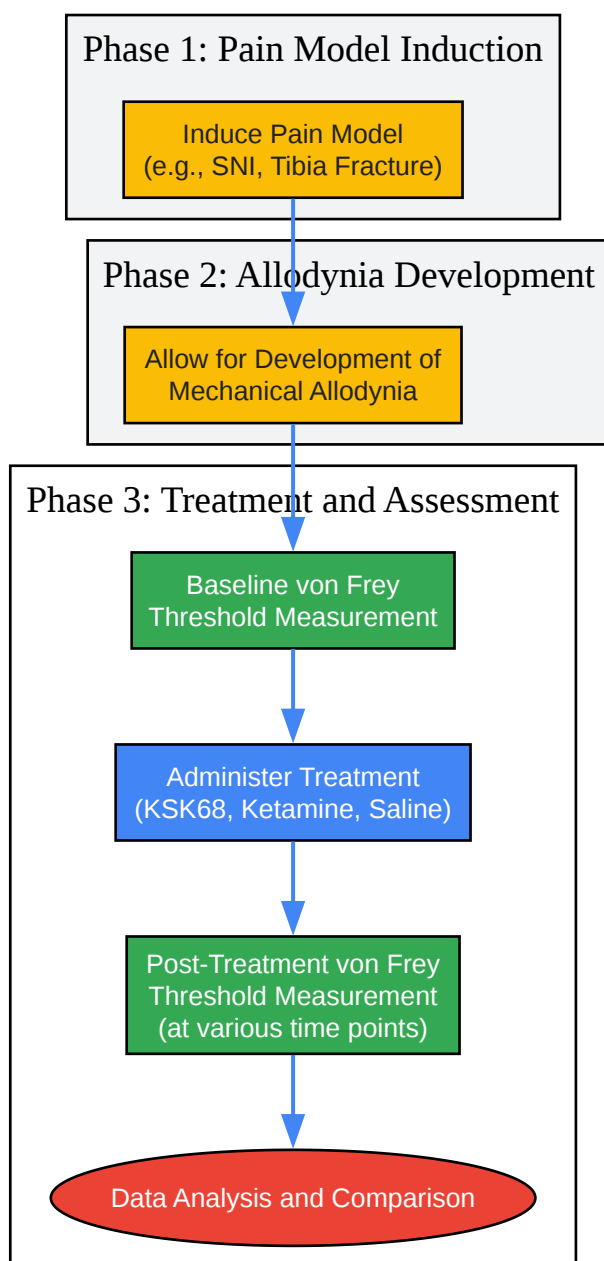 Phase 1: Pain Model Induction
Induce Pain Model
(e.g., SNI, Tibia Fracture)
Phase 2: Allodynia Development
Allow for Development of
Mechanical Allodynia
Phase 3: Treatment and Assessment
Baseline von Frey
Threshold Measurement
Administer Treatment
(KSK68, Ketamine, Saline)
Post-Treatment von Frey
Threshold Measurement
(at various time points)
Data Analysis and Comparison